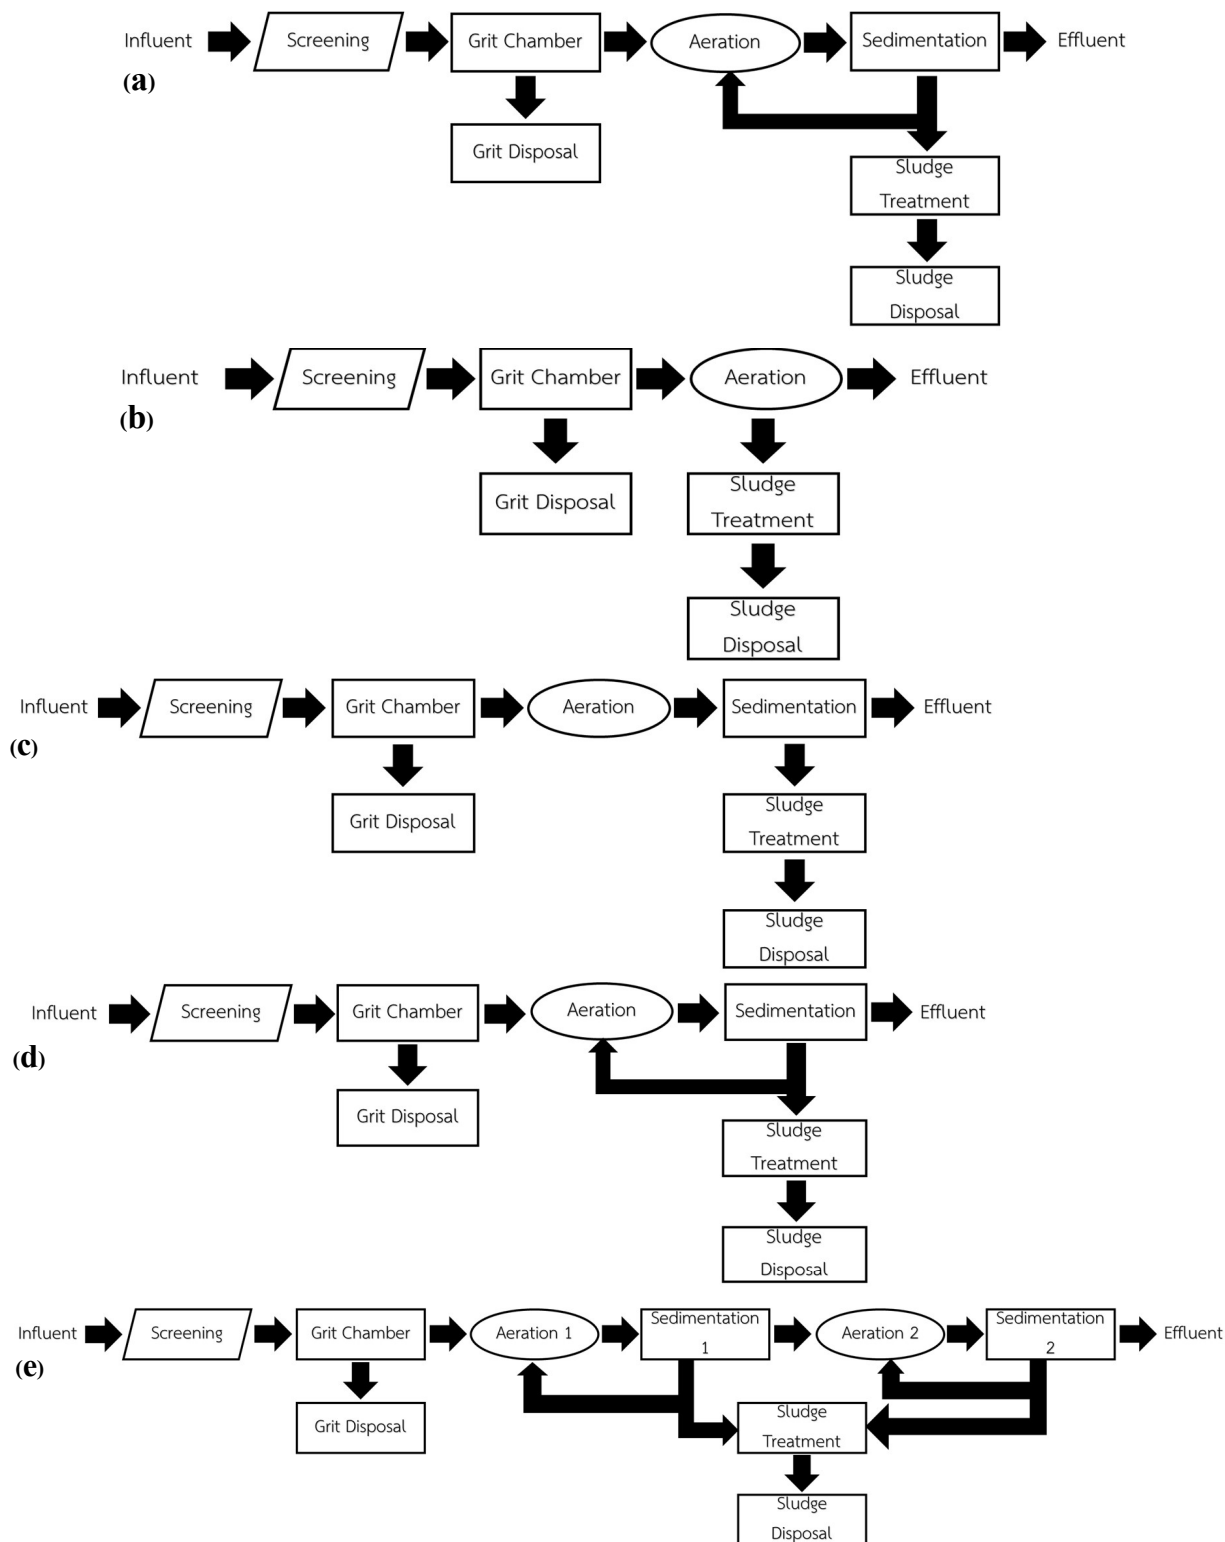 Influent Screening Grit Chamber Aeration Sedimentation Effluent
(a)
Grit Disposal
Sludge
Treatment
Sludge
Disposal
Influent Screening Grit Chamber Aeration Effluent
(b)
Grit Disposal
Sludge
Treatment
Sludge
Disposal
Influent Screening Grit Chamber Aeration Sedimentation Effluent
(c)
Grit Disposal
Sludge
Treatment
Sludge
Disposal
Influent Screening Grit Chamber Aeration Sedimentation Effluent
(d)
Grit Disposal
Sludge
Treatment
Sludge
Disposal
Influent Screening Grit Chamber Aeration 1 Sedimentation
1
Aeration 2 Sedimentation
2
Effluent
(e)
Grit Disposal
Sludge
Treatment
Sludge
Disposal